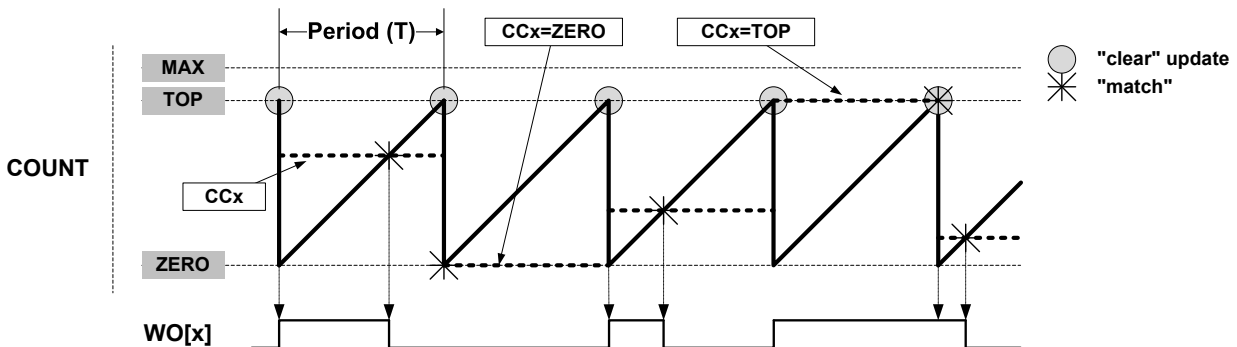 Period (T)
CCx=ZERO
CCx=TOP
"clear" update
"match"
MAX
TOP
COUNT
CCx
ZERO
WO[x]